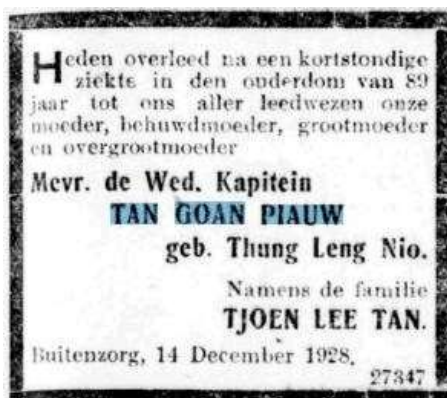 Heden overleed na een kortstondige
ziekte in den ouderdom van 89
jaar tot ons aller leedwezen onze
moeder, behuwdmoeder, grootmoeder
en overgrootmoeder
Mevr. de Wed. Kapitein
TAN GOAN PIAUW
geb. Thung Leng Nio.
Namens de familie
TJOEN LEE TAN.
Buitenzorg, 14 December 1928.
27347